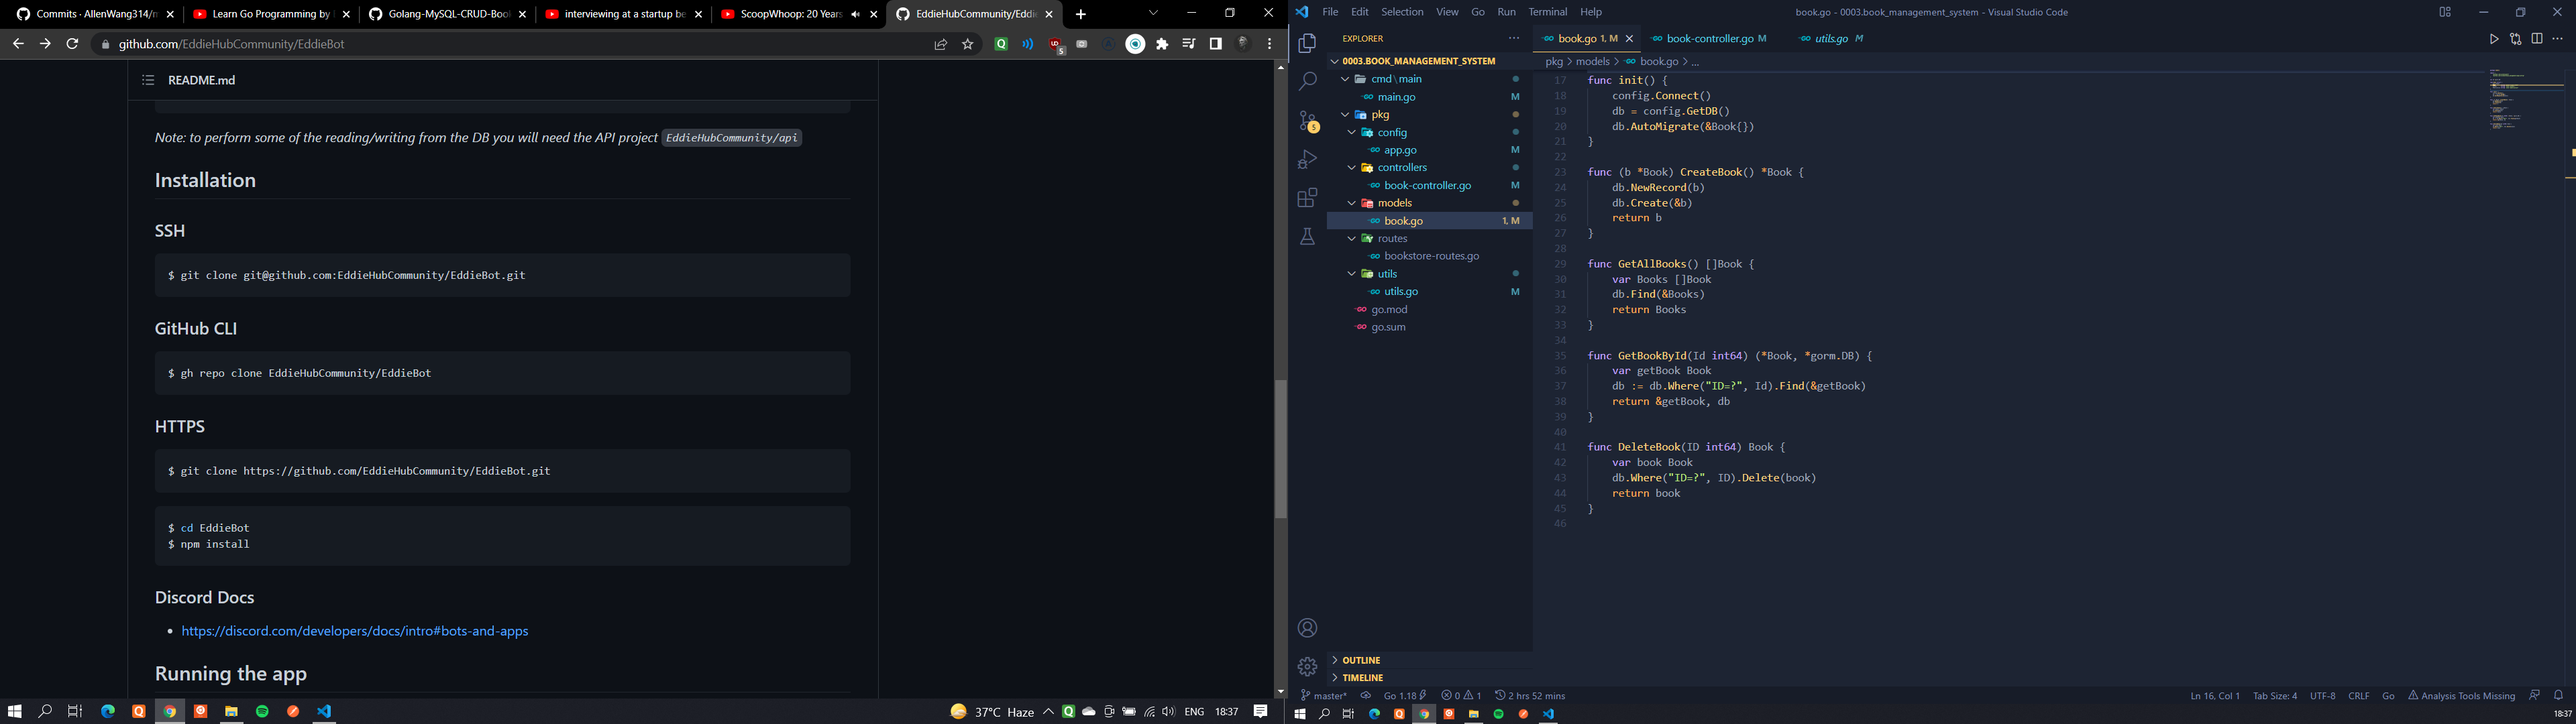 Commits · AllenWang314/n
Learn Go Programming by
Golang-MySQL-CRUD-Book
interviewing at a startup be
ScoopWhoop: 20 Years
EddieHubCommunity/Eddie
github.com/EddieHubCommunity/EddieBot
README.md
Note: to perform some of the reading/writing from the DB you will need the API project EddieHubCommunity/api
Installation
SSH
$ git clone git@github.com:EddieHubCommunity/EddieBot.git
GitHub CLI
$ gh repo clone EddieHubCommunity/EddieBot
HTTPS
$ git clone https://github.com/EddieHubCommunity/EddieBot.git
$ cd EddieBot
$ npm install
Discord Docs
https://discord.com/developers/docs/intro#bots-and-apps
Running the app
37°C Haze
ENG
18:37
File Edit Selection View Go Run Terminal Help
book.go - 0003.book_management_system - Visual Studio Code
EXPLORER
0003.BOOK_MANAGEMENT_SYSTEM
cmd\main
main.go M
pkg
config
app.go M
controllers
book-controller.go M
models
book.go 1, M
routes
bookstore-routes.go
utils
utils.go M
go.mod
go.sum
OUTLINE
TIMELINE
5
book.go 1, M
book-controller.go M
utils.go M
pkg > models > book.go > ...
17 func init() {
18 config.Connect()
19 db = config.GetDB()
20 db.AutoMigrate(&Book{})
21 }
22
23 func (b *Book) CreateBook() *Book {
24 db.NewRecord(b)
25 db.Create(&b)
26 return b
27 }
28
29 func GetAllBooks() []Book {
30 var Books []Book
31 db.Find(&Books)
32 return Books
33 }
34
35 func GetBookById(Id int64) (*Book, *gorm.DB) {
36 var getBook Book
37 db := db.Where("ID=?", Id).Find(&getBook)
38 return &getBook, db
39 }
40
41 func DeleteBook(ID int64) Book {
42 var book Book
43 db.Where("ID=?", ID).Delete(book)
44 return book
45 }
46
master* Go 1.18 0 1 2 hrs 52 mins
Ln 16, Col 1 Tab Size: 4 UTF-8 CRLF Go Analysis Tools Missing
18:37